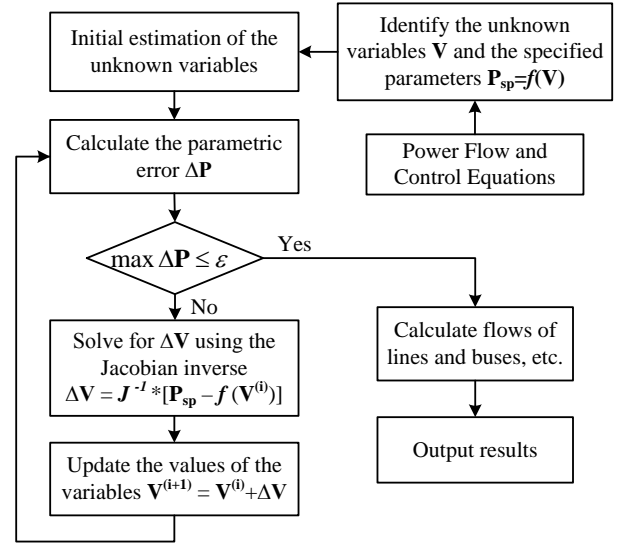 Initial estimation of the
unknown variables
Identify the unknown
variables V and the specified
parameters P_sp=f(V)
Power Flow and
Control Equations
Calculate the parametric
error ΔP
max ΔP ≤ ε
Yes
No
Solve for ΔV using the
Jacobian inverse
ΔV = J^-1 *[P_sp – f (V^(i))]
Update the values of the
variables V^(i+1) = V^(i)+ΔV
Calculate flows of
lines and buses, etc.
Output results